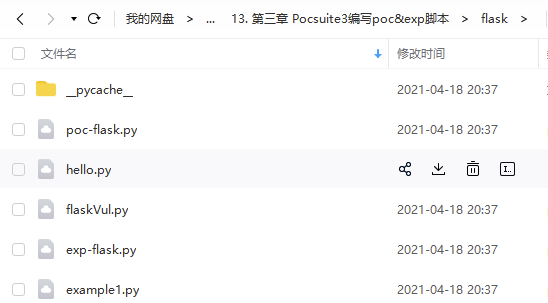 我的网盘 > ... 13. 第三章 Pocsuite3编写poc&exp脚本 > flask >
文件名 修改时间
__pycache__ 2021-04-18 20:37
poc-flask.py 2021-04-18 20:37
hello.py
flaskVul.py 2021-04-18 20:37
exp-flask.py 2021-04-18 20:37
example1.py 2021-04-18 20:37